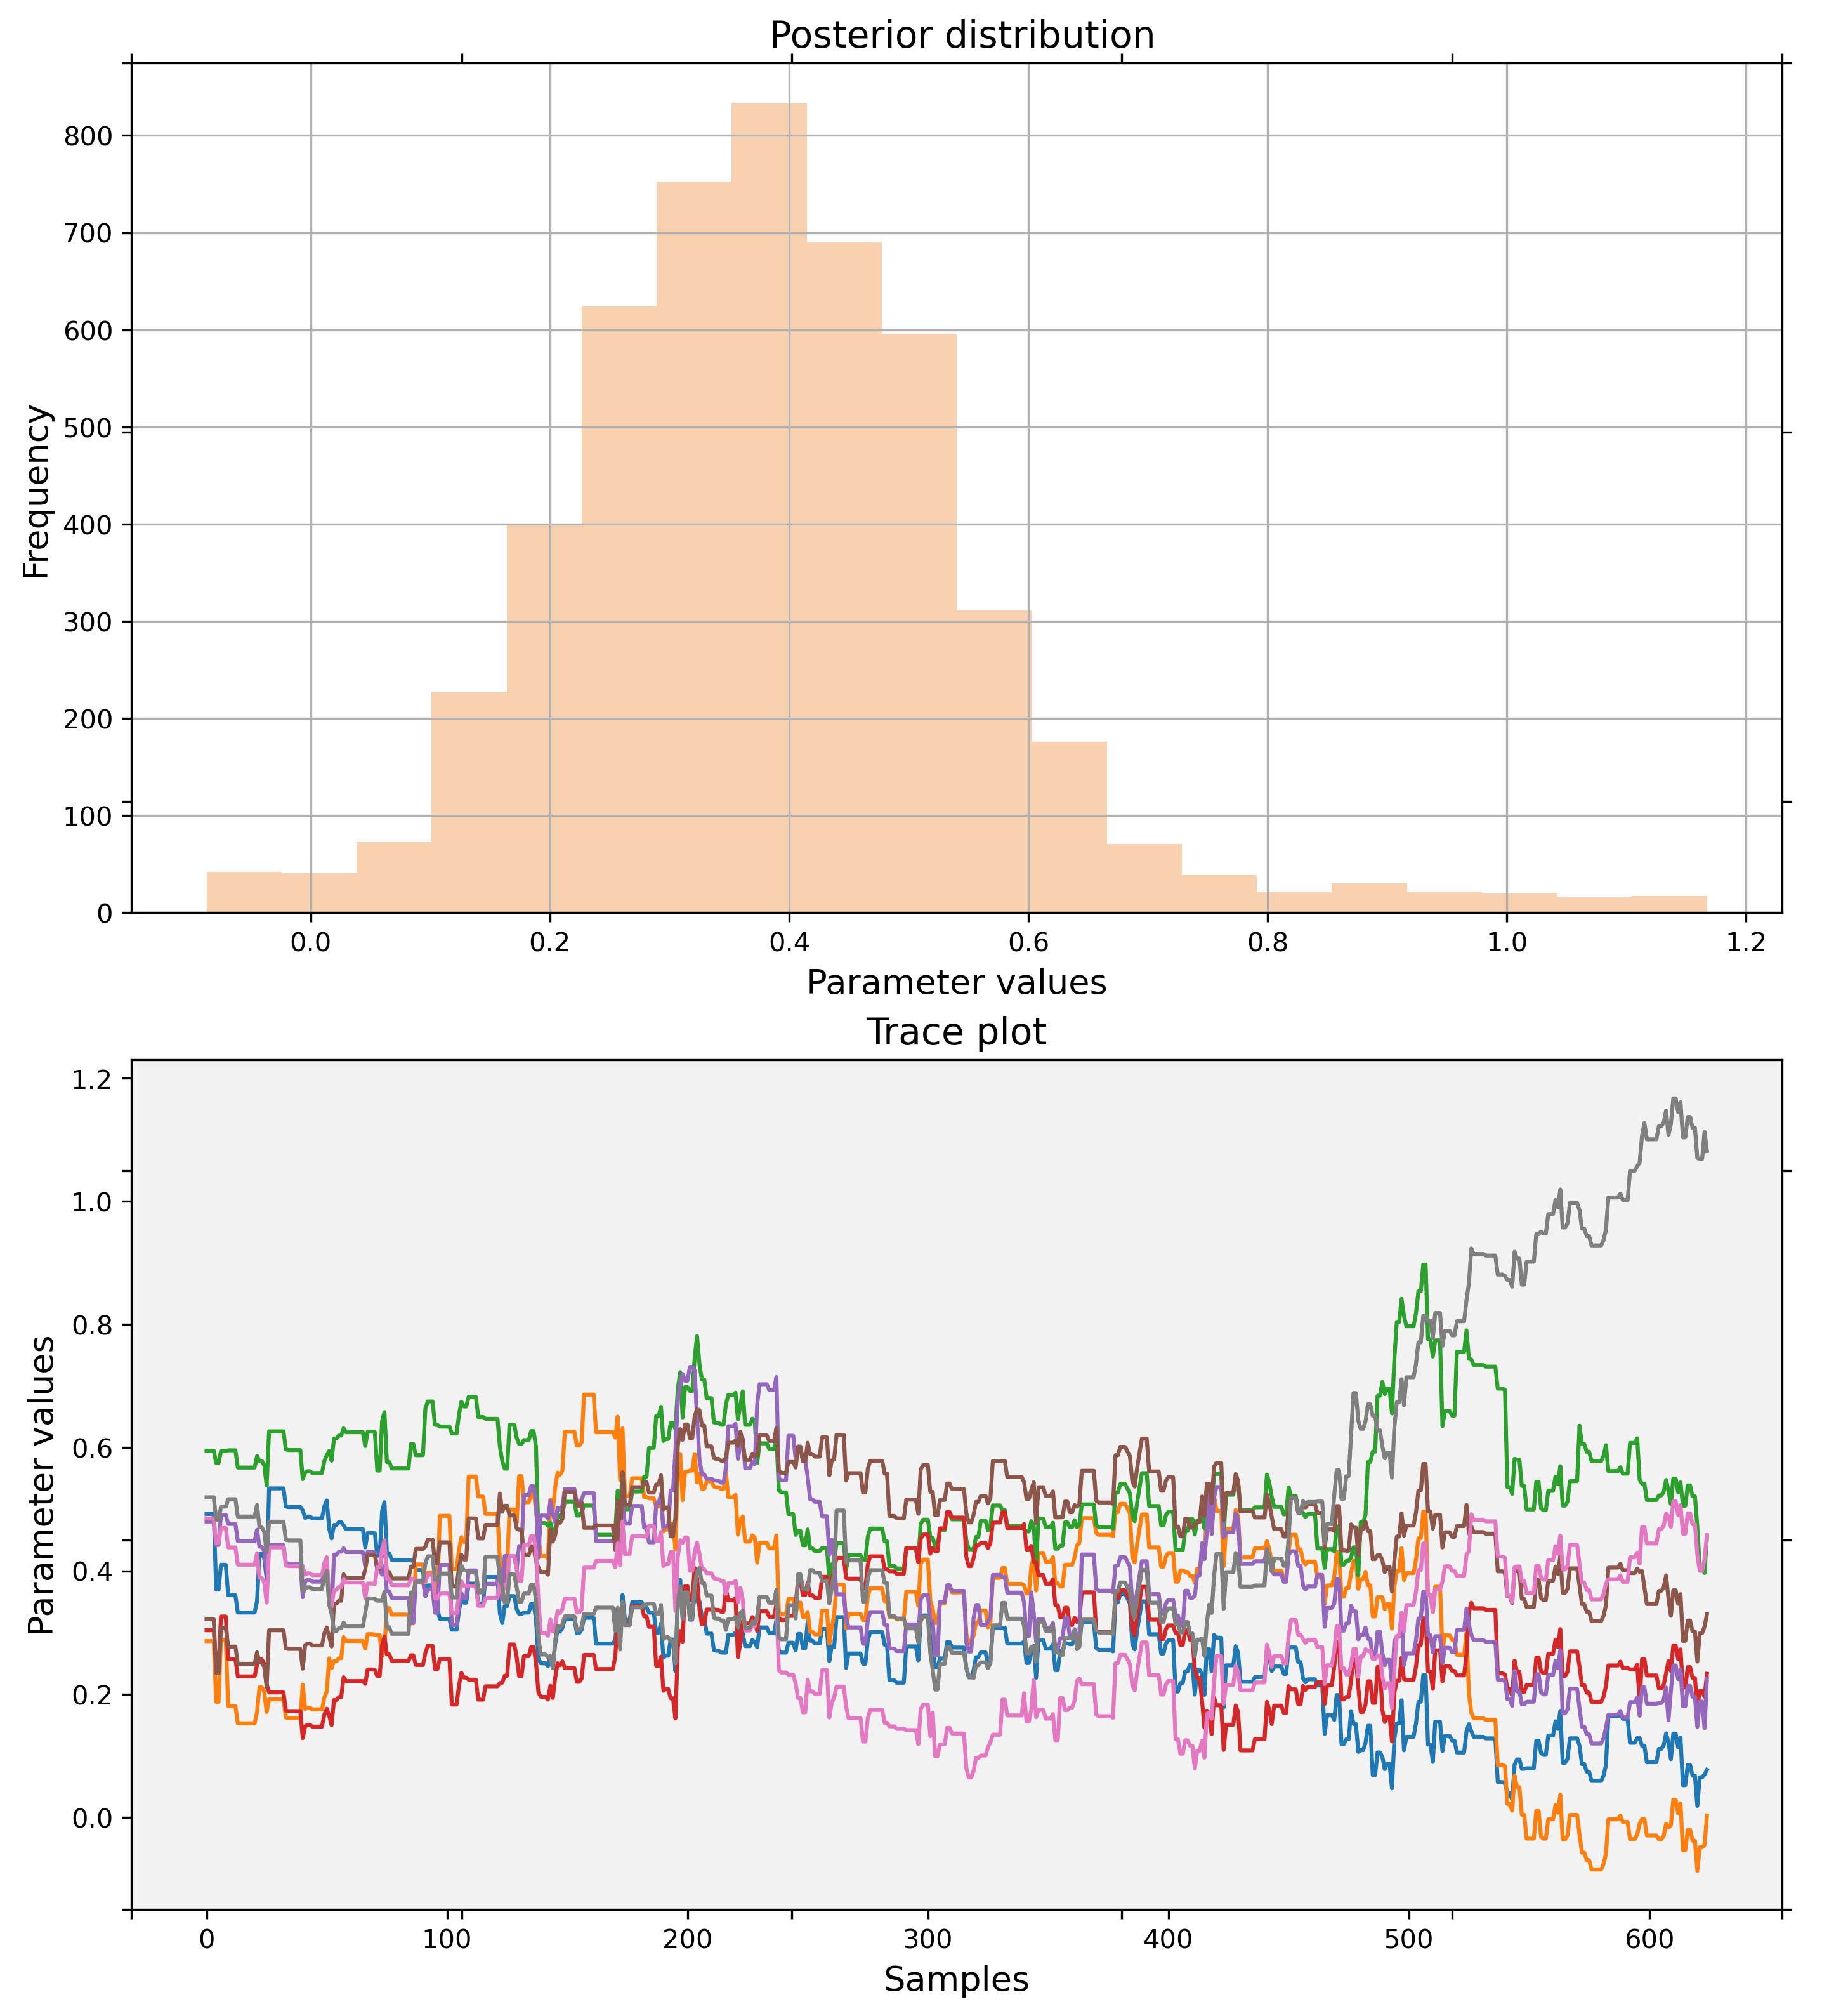 Posterior distribution
800
700
600
500
400
300
200
100
0
Frequency
0.0 0.2 0.4 0.6 0.8 1.0 1.2
Parameter values
Trace plot
1.2
1.0
0.8
0.6
0.4
0.2
0.0
Parameter values
0 100 200 300 400 500 600
Samples